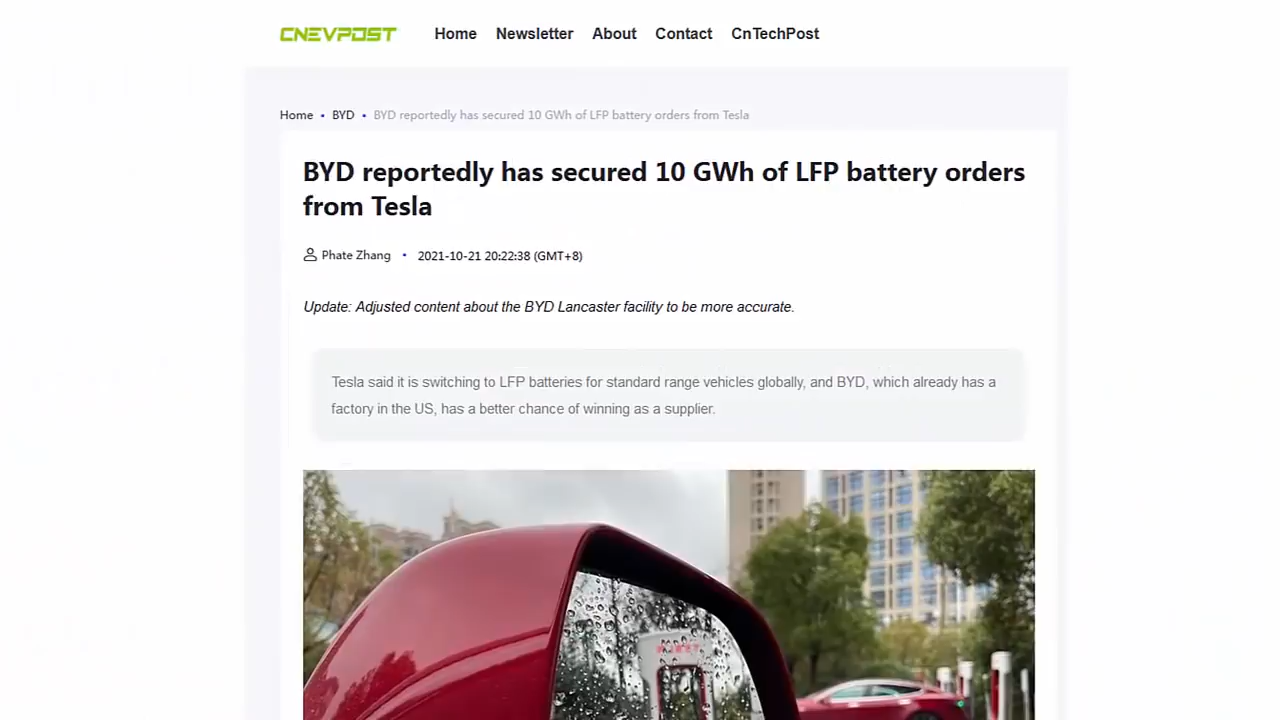 CNEVPOST Home Newsletter About Contact CnTechPost
Home • BYD • BYD reportedly has secured 10 GWh of LFP battery orders from Tesla
BYD reportedly has secured 10 GWh of LFP battery orders
from Tesla
Phate Zhang • 2021-10-21 20:22:38 (GMT+8)
Update: Adjusted content about the BYD Lancaster facility to be more accurate.
Tesla said it is switching to LFP batteries for standard range vehicles globally, and BYD, which already has a
factory in the US, has a better chance of winning as a supplier.